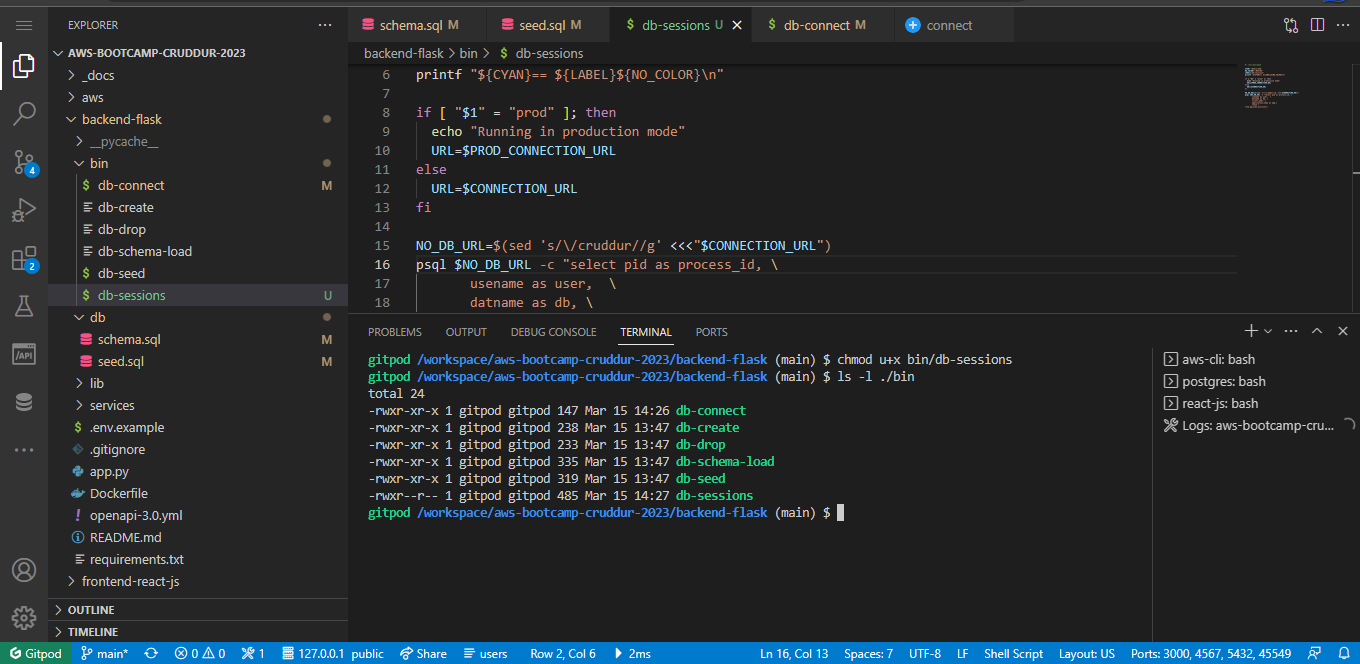 EXPLORER
AWS-BOOTCAMP-CRUDDUR-2023
_docs
aws
backend-flask
__pycache__
bin
$ db-connect M
db-create
db-drop
db-schema-load
$ db-seed
$ db-sessions U
db
schema.sql M
seed.sql M
lib
services
$ .env.example
.gitignore
app.py
Dockerfile
! openapi-3.0.yml
README.md
requirements.txt
frontend-react-js
OUTLINE
TIMELINE
4
2
/API
schema.sql M
seed.sql M
$ db-sessions U
$ db-connect M
connect
backend-flask > bin > $ db-sessions
6 printf "${CYAN}== ${LABEL}${NO_COLOR}\n"
7
8 if [ "$1" = "prod" ]; then
9 echo "Running in production mode"
10 URL=$PROD_CONNECTION_URL
11 else
12 URL=$CONNECTION_URL
13 fi
14
15 NO_DB_URL=$(sed 's/\/cruddur//g' <<<"$CONNECTION_URL")
16 psql $NO_DB_URL -c "select pid as process_id, \
17 usename as user,  \
18 datname as db, \
PROBLEMS OUTPUT DEBUG CONSOLE TERMINAL PORTS
gitpod /workspace/aws-bootcamp-cruddur-2023/backend-flask (main) $ chmod u+x bin/db-sessions
gitpod /workspace/aws-bootcamp-cruddur-2023/backend-flask (main) $ ls -l ./bin
total 24
-rwxr-xr-x 1 gitpod gitpod 147 Mar 15 14:26 db-connect
-rwxr-xr-x 1 gitpod gitpod 238 Mar 15 13:47 db-create
-rwxr-xr-x 1 gitpod gitpod 233 Mar 15 13:47 db-drop
-rwxr-xr-x 1 gitpod gitpod 335 Mar 15 13:47 db-schema-load
-rwxr-xr-x 1 gitpod gitpod 319 Mar 15 13:47 db-seed
-rwxr--r-- 1 gitpod gitpod 485 Mar 15 14:27 db-sessions
gitpod /workspace/aws-bootcamp-cruddur-2023/backend-flask (main) $
aws-cli: bash
postgres: bash
react-js: bash
Logs: aws-bootcamp-cru...
Gitpod main* 0 0 1 127.0.0.1 public Share users Row 2, Col 6 2ms Ln 16, Col 13 Spaces: 7 UTF-8 LF Shell Script Layout: US Ports: 3000, 4567, 5432, 45549